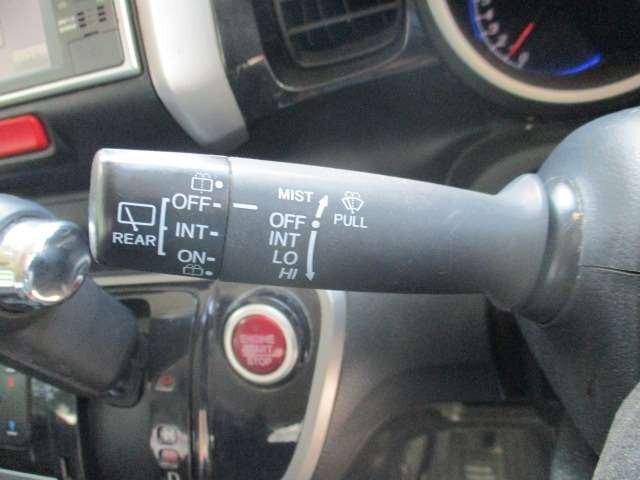 OFF
INT
ON
REAR
MIST
OFF
INT
LO
HI
PULL
ENGINE
START
STOP
D